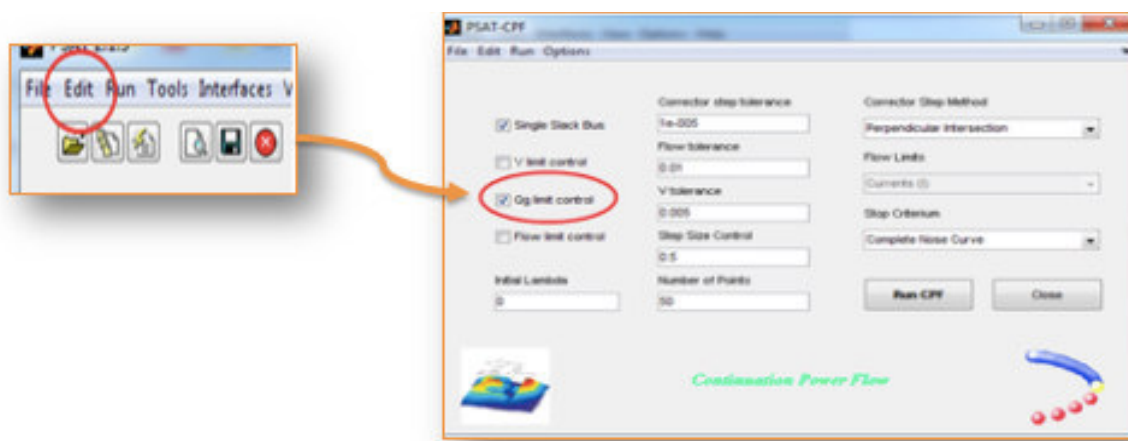 File Edit Run Tools Interfaces V
PSAT-CPF
File Edit Run Options
Single Slack Bus
V limit control
Qg limit control
Flow limit control
Initial Lambda
0
Corrector step tolerance
1e-005
Flow tolerance
0.01
V tolerance
0.005
Step Size Control
0.5
Number of Points
50
Corrector Step Method
Perpendicular Intersection
Flow Limits
Currents (I)
Stop Criterium
Complete Nose Curve
Run CPF
Close
Continuation Power Flow